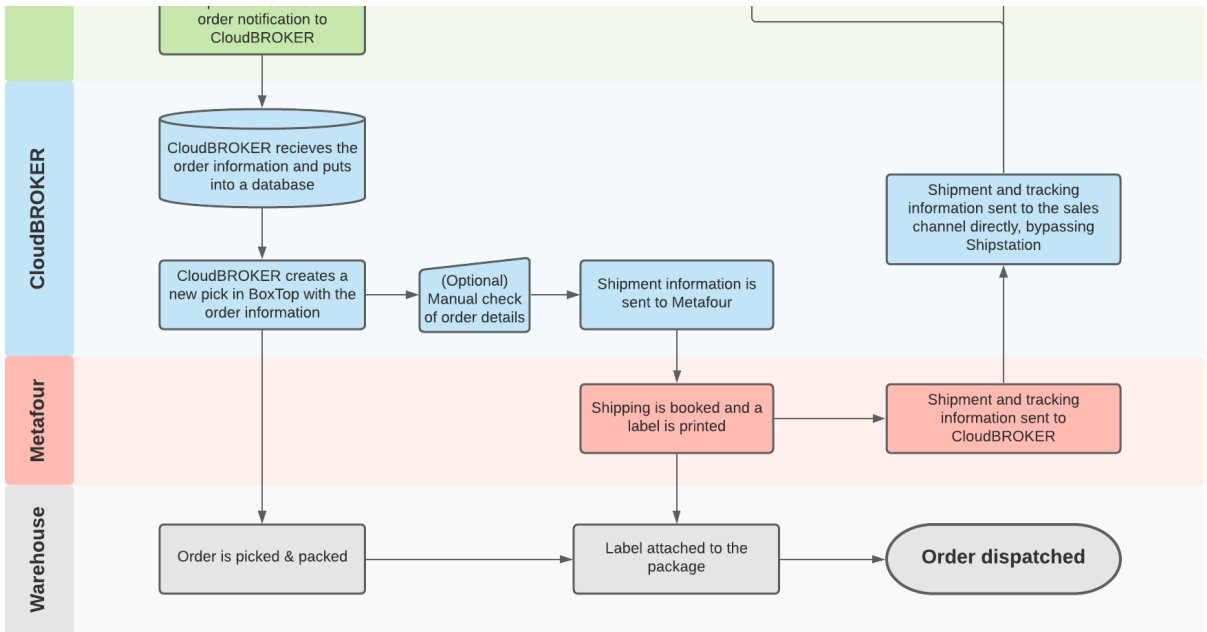 order notification to
CloudBROKER
CloudBROKER
CloudBROKER recieves the
order information and puts
into a database
Shipment and tracking
information sent to the sales
channel directly, bypassing
Shipstation
CloudBROKER creates a
new pick in BoxTop with the
order information
(Optional)
Manual check
of order details
Shipment information is
sent to Metafour
Metafour
Shipping is booked and a
label is printed
Shipment and tracking
information sent to
CloudBROKER
Warehouse
Order is picked & packed
Label attached to the
package
Order dispatched